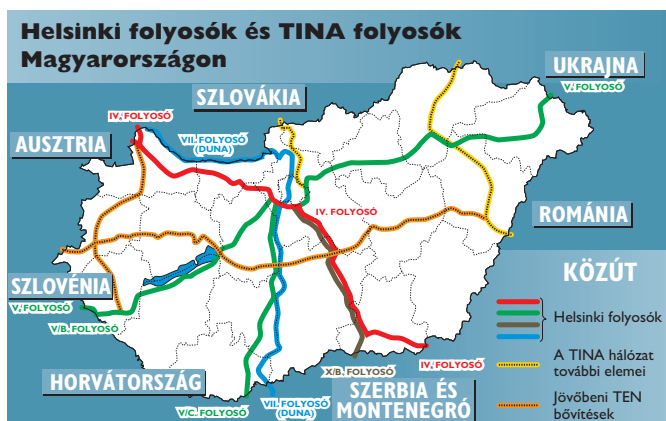 Helsinki folyosók és TINA folyosók
Magyarországon
UKRAJNA
V. FOLYOSÓ
SZLOVÁKIA
IV. FOLYOSÓ
AUSZTRIA
VII. FOLYOSÓ
(DUNA)
IV. FOLYOSÓ
ROMÁNIA
KÖZÚT
SZLOVÉNIA
V. FOLYOSÓ
V/B. FOLYOSÓ
Helsinki folyosók
A TINA hálózat
további elemei
IV. FOLYOSÓ
X/B. FOLYOSÓ
HORVÁTORSZÁG
SZERBIA ÉS
MONTENEGRÓ
V/C. FOLYOSÓ
VII. FOLYOSÓ
(DUNA)
Jövőbeni TEN
bővítések